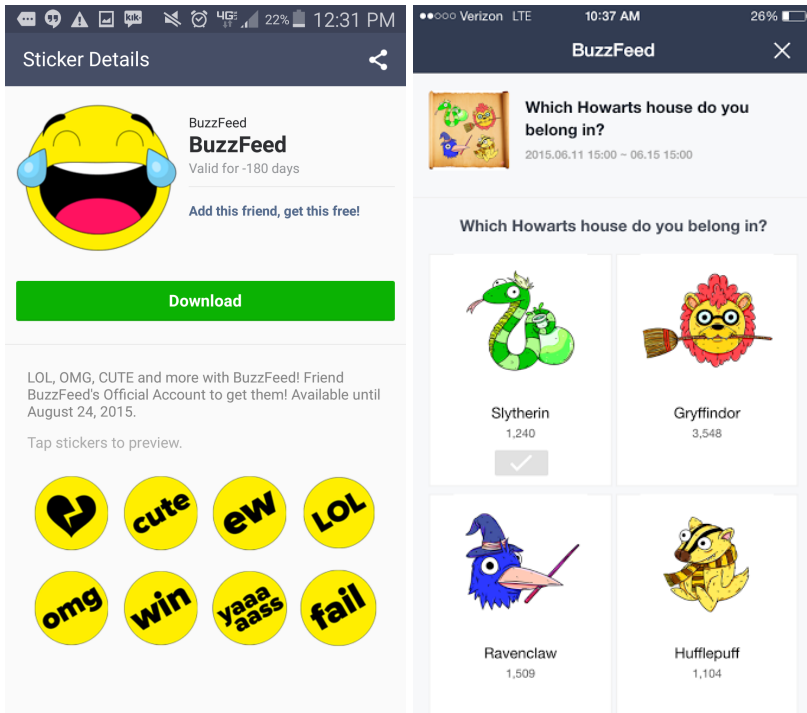 kik
4G
22%
12:31 PM
Sticker Details
BuzzFeed
BuzzFeed
Valid for -180 days
Add this friend, get this free!
Download
LOL, OMG, CUTE and more with BuzzFeed! Friend
BuzzFeed's Official Account to get them! Available until
August 24, 2015.
Tap stickers to preview.
cute
ew
LOL
omg
win
yaaa
aass
fail
Verizon LTE
10:37 AM
26%
BuzzFeed
Which Howarts house do you
belong in?
2015.06.11 15:00 ~ 06.15 15:00
Which Howarts house do you belong in?
Slytherin
1,240
Gryffindor
3,548
Ravenclaw
1,509
Hufflepuff
1,104